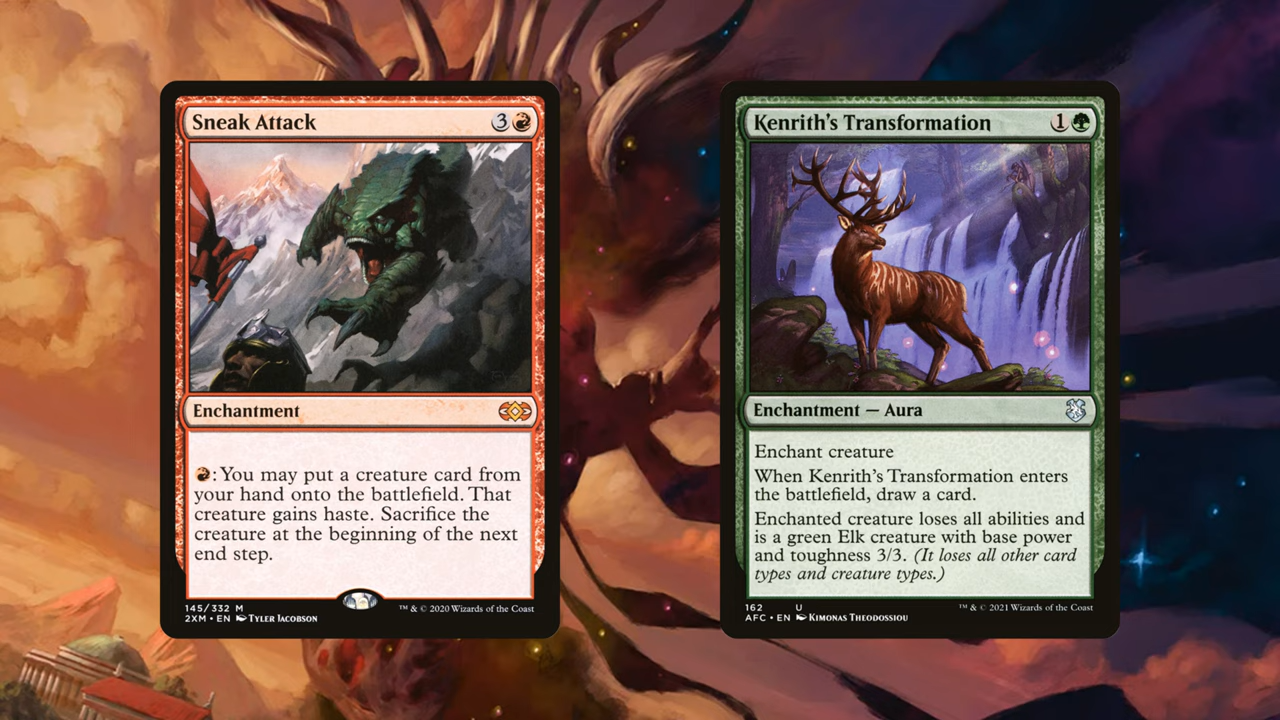 Sneak Attack 3
Enchantment
: You may put a creature card from
your hand onto the battlefield. That
creature gains haste. Sacrifice the
creature at the beginning of the next
end step.
145/332 M
2XM • EN Tyler Jacobson
™ & © 2020 Wizards of the Coast
Kenrith's Transformation 1
Enchantment — Aura
Enchant creature
When Kenrith's Transformation enters
the battlefield, draw a card.
Enchanted creature loses all abilities and
is a green Elk creature with base power
and toughness 3/3. (It loses all other card
types and creature types.)
162 U
AFC • EN Kimonas Theodossiou
™ & © 2021 Wizards of the Coast